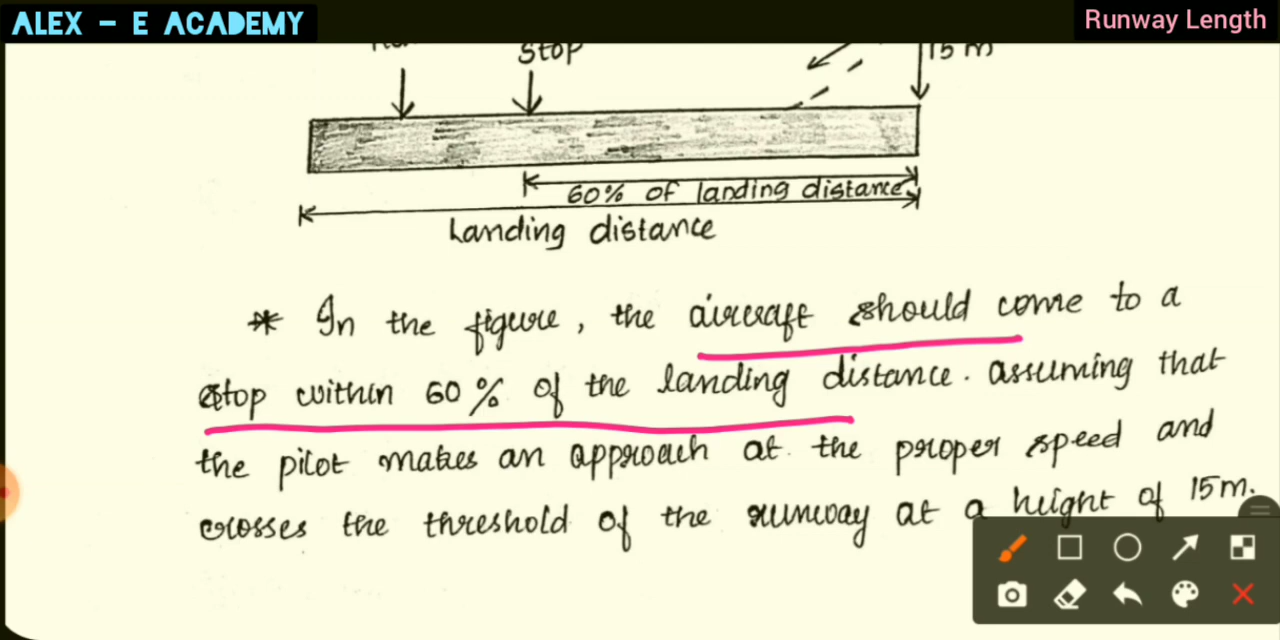 ALEX - E ACADEMY
Runway Length
Stop
15 m
60% of landing distance
Landing distance
* In the figure, the aircraft should come to a
stop within 60% of the landing distance. assuming that
the pilot makes an approach at the proper speed and
crosses the threshold of the runway at a height of 15m.